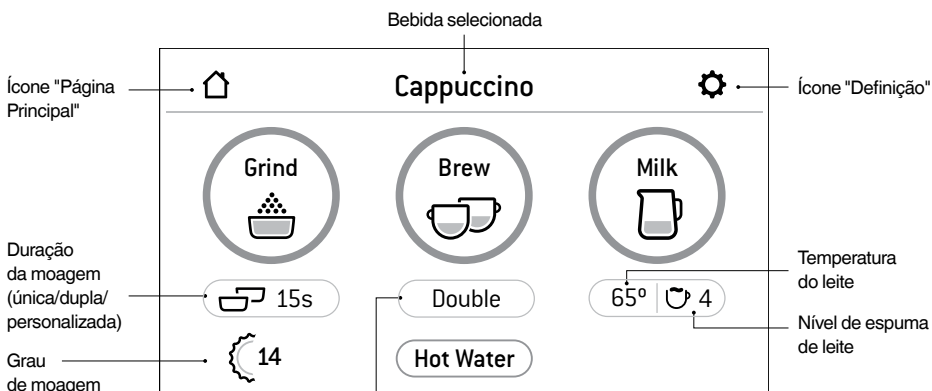 Bebida selecionada
Ícone "Página
Principal"
Cappuccino
Ícone "Definição"
Grind
Brew
Milk
Duração
da moagem
(única/dupla/
personalizada)
15s
Double
65º
4
Temperatura
do leite
Nível de espuma
de leite
Grau
de moagem
14
Hot Water